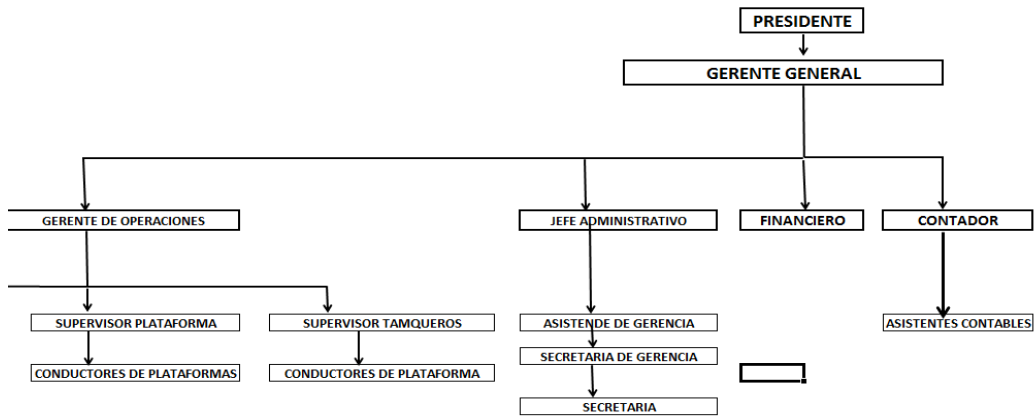 PRESIDENTE
GERENTE GENERAL
GERENTE DE OPERACIONES
JEFE ADMINISTRATIVO
FINANCIERO
CONTADOR
SUPERVISOR PLATAFORMA
SUPERVISOR TAMQUEROS
ASISTENDE DE GERENCIA
ASISTENTES CONTABLES
SECRETARIA DE GERENCIA
CONDUCTORES DE PLATAFORMAS
CONDUCTORES DE PLATAFORMA
SECRETARIA